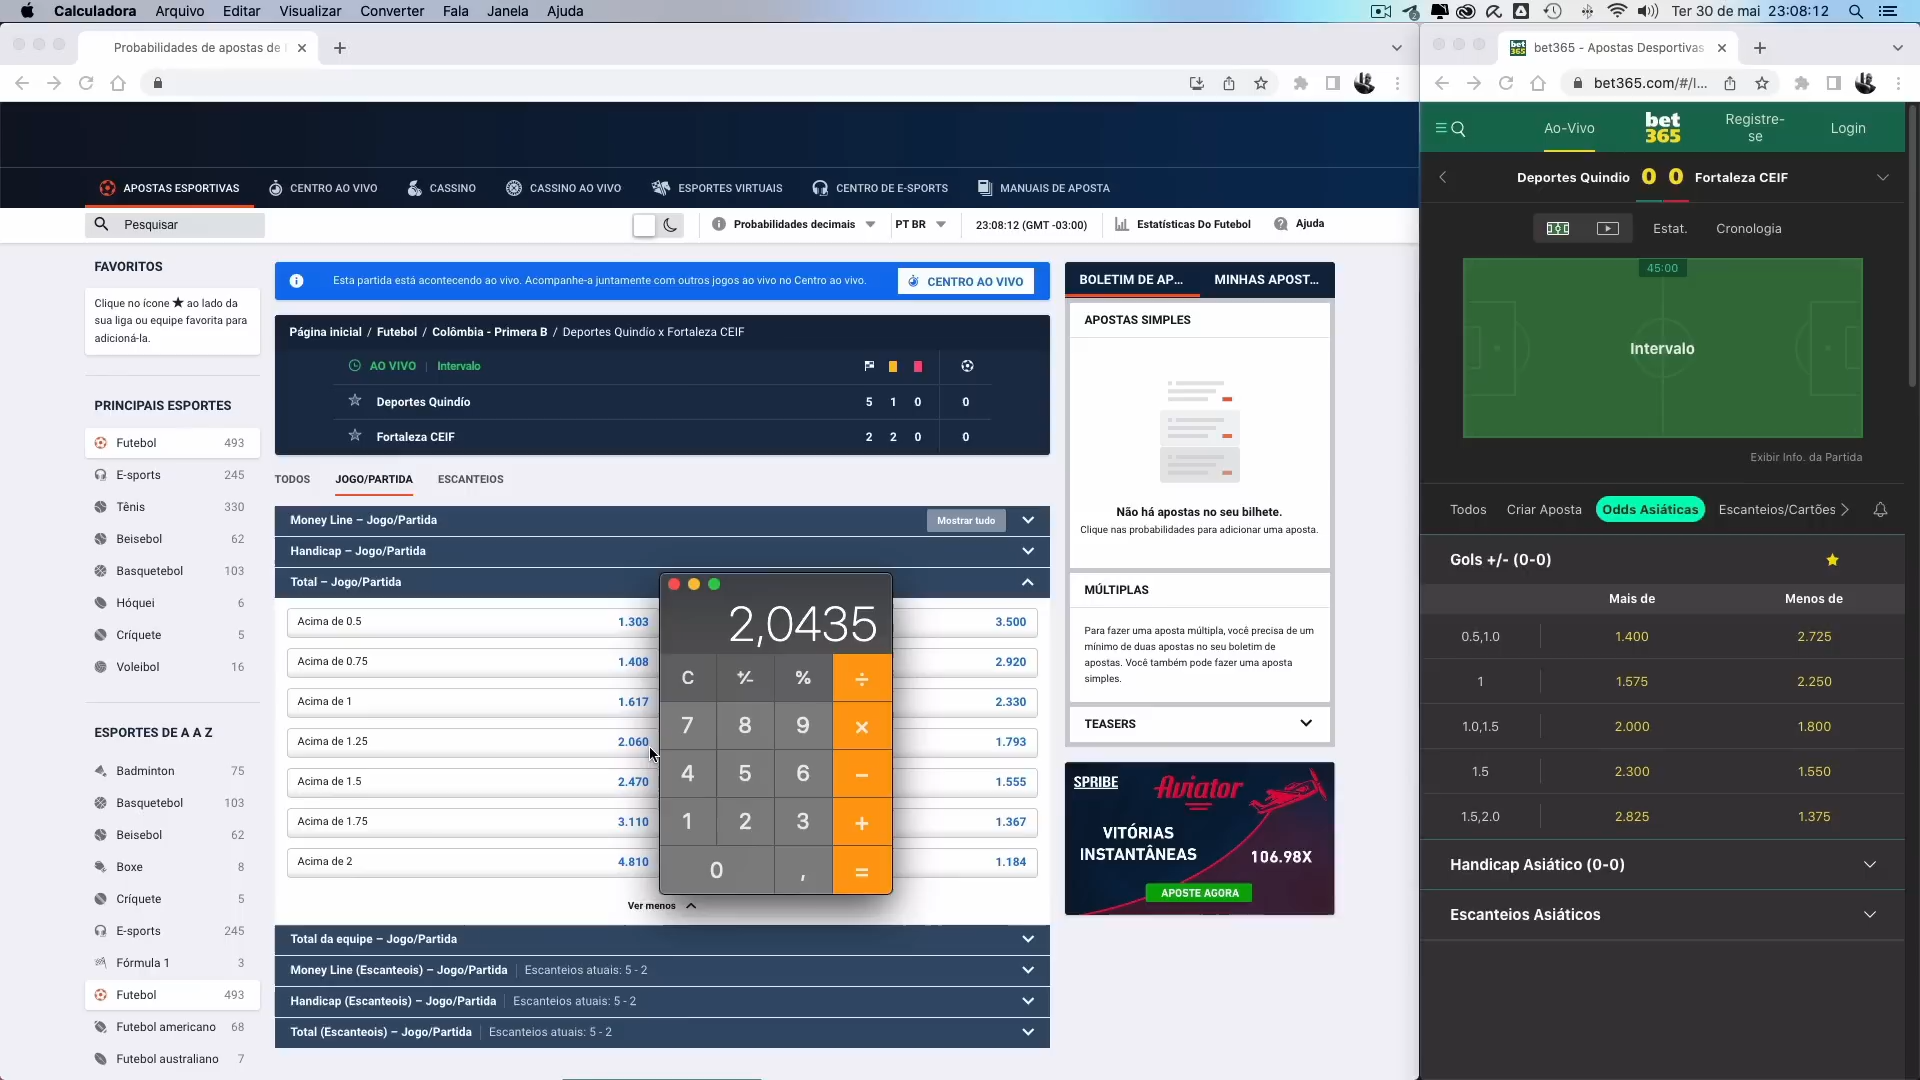 Calculadora Arquivo Editar Visualizar Converter Fala Janela Ajuda
Ter 30 de mai 23:08:12
Probabilidades de apostas de
APOSTAS ESPORTIVAS
CENTRO AO VIVO
CASSINO
CASSINO AO VIVO
ESPORTES VIRTUAIS
CENTRO DE E-SPORTS
MANUAIS DE APOSTA
Pesquisar
Probabilidades decimais
PT BR
23:08:12 (GMT -03:00)
Estatísticas Do Futebol
Ajuda
FAVORITOS
Clique no ícone ★ ao lado da
sua liga ou equipe favorita para
adicioná-la.
PRINCIPAIS ESPORTES
Futebol 493
E-sports 245
Tênis 330
Beisebol 62
Basquetebol 103
Hóquei 6
Críquete 5
Voleibol 16
ESPORTES DE A A Z
Badminton 75
Basquetebol 103
Beisebol 62
Boxe 8
Críquete 5
E-sports 245
Fórmula 1 3
Futebol 493
Futebol americano 68
Futebol australiano 7
Esta partida está acontecendo ao vivo. Acompanhe-a juntamente com outros jogos ao vivo no Centro ao vivo.
CENTRO AO VIVO
Página inicial / Futebol / Colômbia - Primera B / Deportes Quindío x Fortaleza CEIF
AO VIVO | Intervalo
Deportes Quindío 5 1 0 0
Fortaleza CEIF 2 2 0 0
TODOS JOGO/PARTIDA ESCANTEIOS
Money Line – Jogo/Partida Mostrar tudo
Handicap – Jogo/Partida
Total – Jogo/Partida
Acima de 0.5 1.303 3.500
Acima de 0.75 1.408 2.920
Acima de 1 1.617 2.330
Acima de 1.25 2.060 1.793
Acima de 1.5 2.470 1.555
Acima de 1.75 3.110 1.367
Acima de 2 4.810 1.184
Ver menos
Total da equipe – Jogo/Partida
Money Line (Escanteois) – Jogo/Partida | Escanteios atuais: 5 - 2
Handicap (Escanteois) – Jogo/Partida | Escanteios atuais: 5 - 2
Total (Escanteois) – Jogo/Partida | Escanteios atuais: 5 - 2
2,0435
C +⁄- % ÷
7 8 9 ×
4 5 6 −
1 2 3 +
0 , =
BOLETIM DE AP... MINHAS APOST...
APOSTAS SIMPLES
Não há apostas no seu bilhete.
Clique nas probabilidades para adicionar uma aposta.
MÚLTIPLAS
Para fazer uma aposta múltipla, você precisa de um
mínimo de duas apostas no seu boletim de
apostas. Você também pode fazer uma aposta
simples.
TEASERS
SPRIBE
Aviator
VITÓRIAS
INSTANTÂNEAS
106.98X
APOSTE AGORA
bet365 - Apostas Desportivas
bet365.com/#/I...
Ao-Vivo
bet
365
Registre-
se
Login
Deportes Quindio 0 0 Fortaleza CEIF
Estat.
Cronologia
45:00
Intervalo
Exibir Info. da Partida
Todos Criar Aposta Odds Asiáticas Escanteios/Cartões
Gols +/- (0-0)
Mais de Menos de
0.5,1.0 1.400 2.725
1 1.575 2.250
1.0,1.5 2.000 1.800
1.5 2.300 1.550
1.5,2.0 2.825 1.375
Handicap Asiático (0-0)
Escanteios Asiáticos